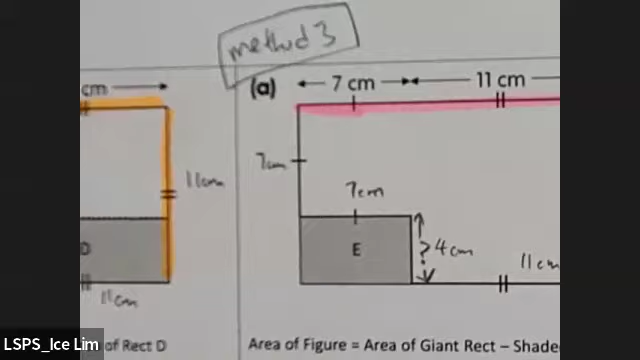 method 3
cm
(a)
7 cm
11 cm
7cm
11cm
7cm
D
E
? 4cm
11cm
11cm
of Rect D
Area of Figure = Area of Giant Rect – Shade
LSPS_Ice Lim